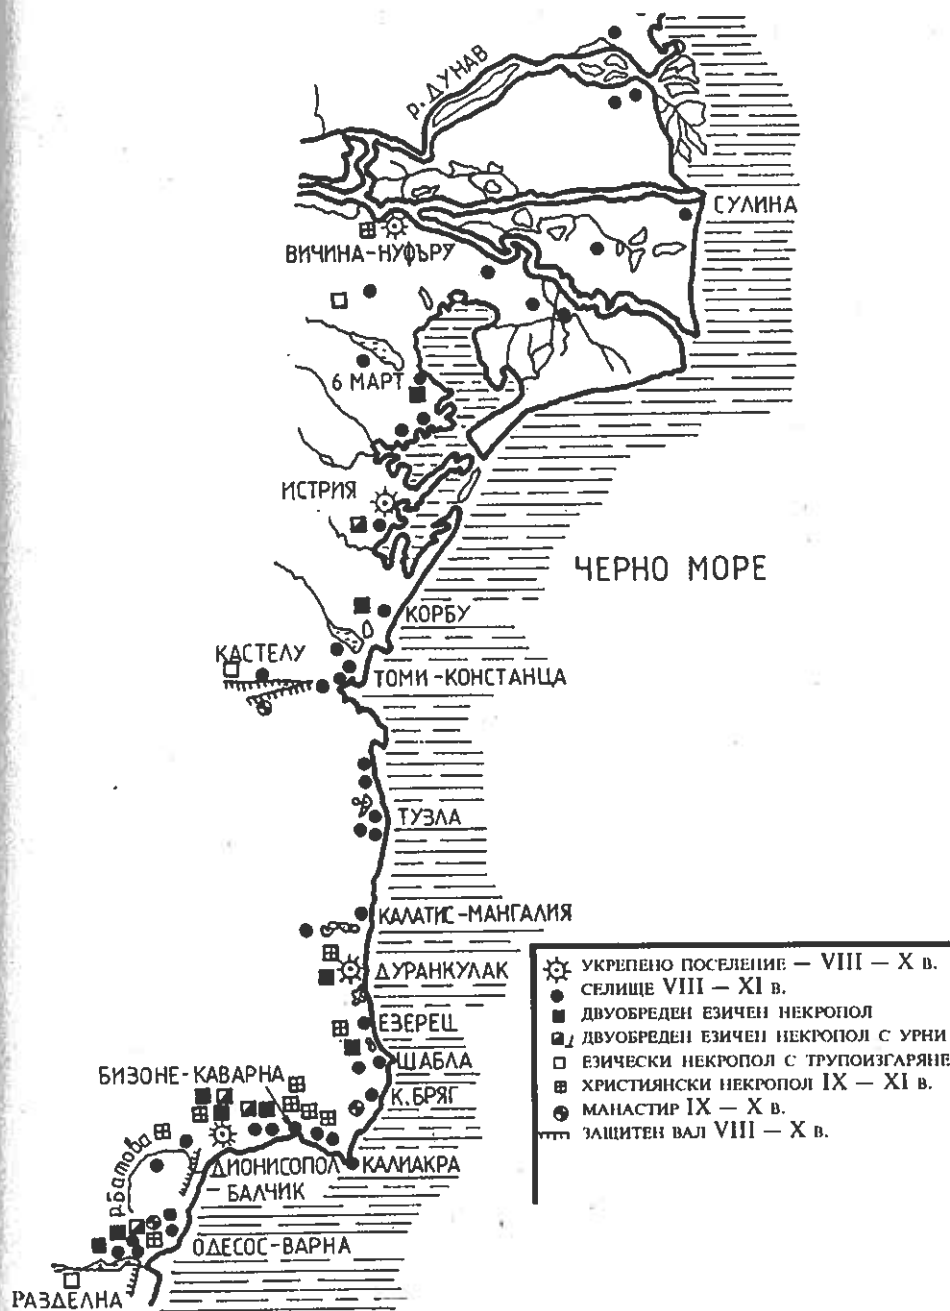 р. ДУНАВ
СУЛИНА
ВИЧИНА-НУФЪРУ
6 МАРТ
ИСТРИЯ
ЧЕРНО МОРЕ
КОРБУ
КАСТЕЛУ
ТОМИ-КОНСТАНЦА
ТУЗЛА
КАЛАТИС-МАНГАЛИЯ
ДУРАНКУЛАК
ЕЗЕРЕЦ
ШАБЛА
БИЗОНЕ-КАВАРНА
К. БРЯГ
р. Батова
ДИОНИСОПОЛ
-БАЛЧИК
КАЛИАКРА
ОДЕСОС-ВАРНА
РАЗДЕЛНА
УКРЕПЕНО ПОСЕЛЕНИЕ — VIII — X В.
СЕЛИЩЕ VIII — XI В.
ДВУОБРЕДЕН ЕЗИЧЕН НЕКРОПОЛ
ДВУОБРЕДЕН ЕЗИЧЕН НЕКРОПОЛ С УРНИ
ЕЗИЧЕСКИ НЕКРОПОЛ С ТРУПОИЗГАРЯНЕ
ХРИСТИЯНСКИ НЕКРОПОЛ IX — XI В.
МАНАСТИР IX — X В.
ЗАЩИТЕН ВАЛ VIII — X В.